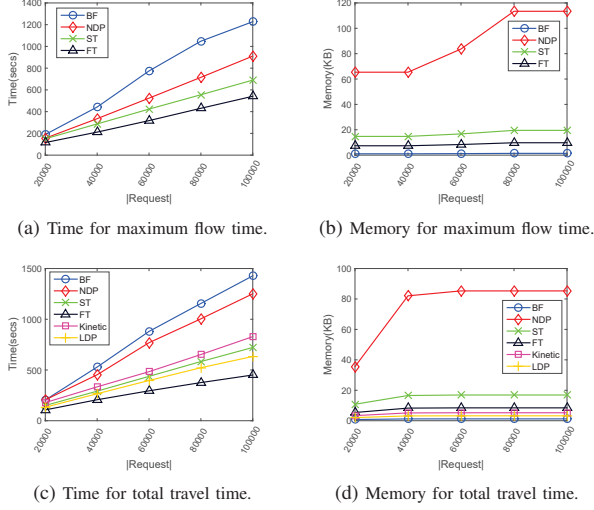 1400
1200
1000
800
600
400
200
0
Time(secs)
BF
NDP
ST
FT
20000
40000
60000
80000
100000
|Request|
(a) Time for maximum flow time.
120
100
80
60
40
20
0
Memory(KB)
BF
NDP
ST
FT
20000
40000
60000
80000
100000
|Request|
(b) Memory for maximum flow time.
1500
1000
500
0
Time(secs)
BF
NDP
ST
FT
Kinetic
LDP
20000
40000
60000
80000
100000
|Request|
(c) Time for total travel time.
100
80
60
40
20
0
Memory(KB)
BF
NDP
ST
FT
Kinetic
LDP
20000
40000
60000
80000
100000
|Request|
(d) Memory for total travel time.